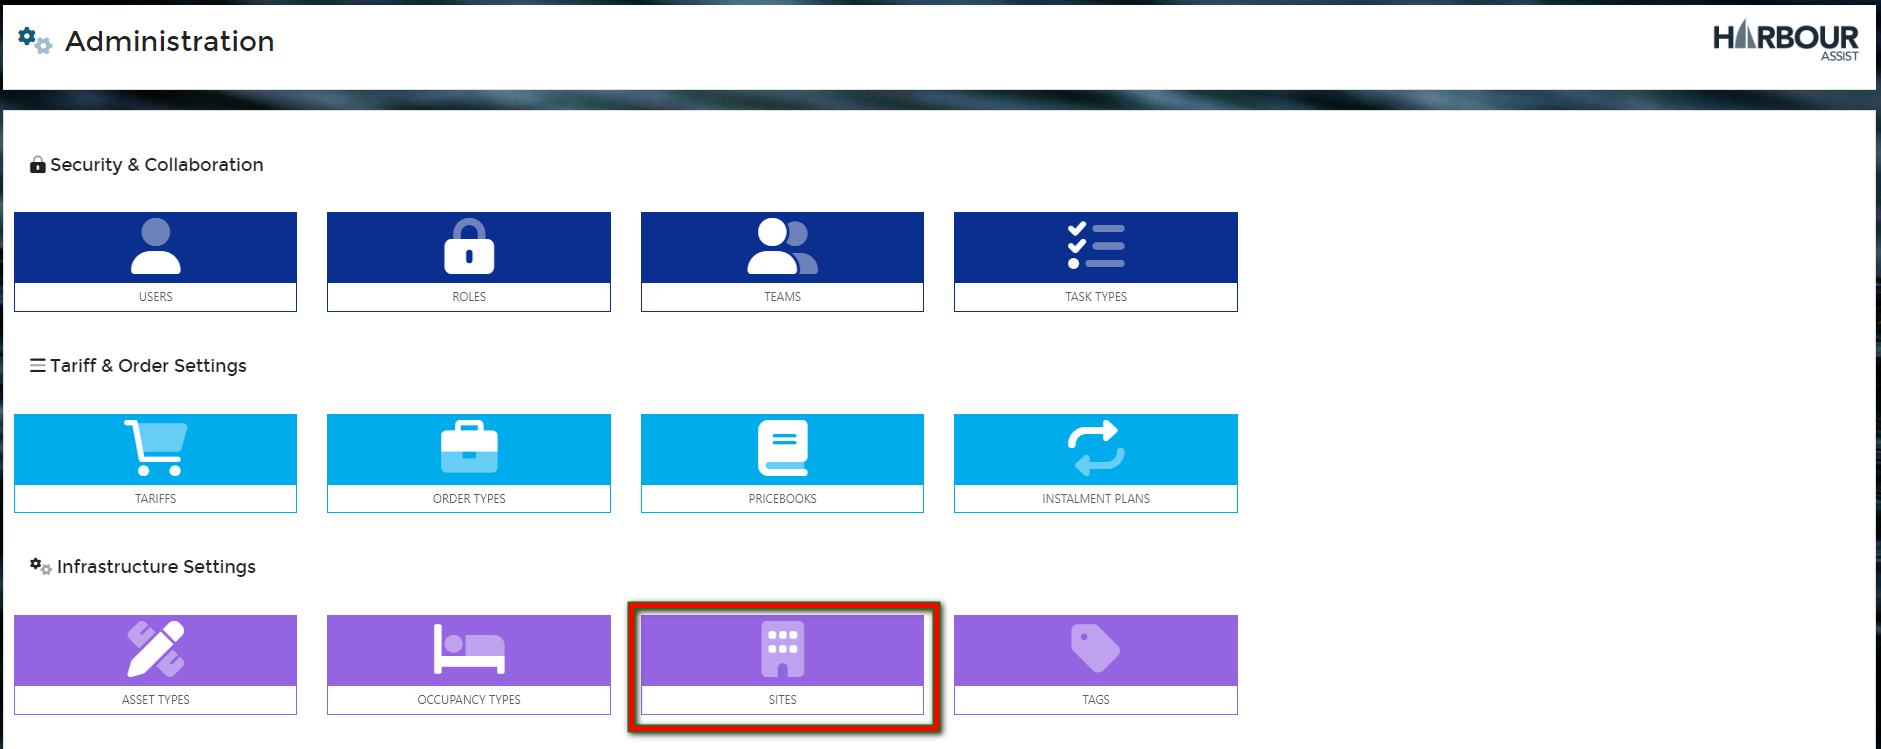 Administration
HARBOUR
ASSIST
Security & Collaboration
USERS
ROLES
TEAMS
TASK TYPES
Tariff & Order Settings
TARIFFS
ORDER TYPES
PRICEBOOKS
INSTALMENT PLANS
Infrastructure Settings
ASSET TYPES
OCCUPANCY TYPES
SITES
TAGS